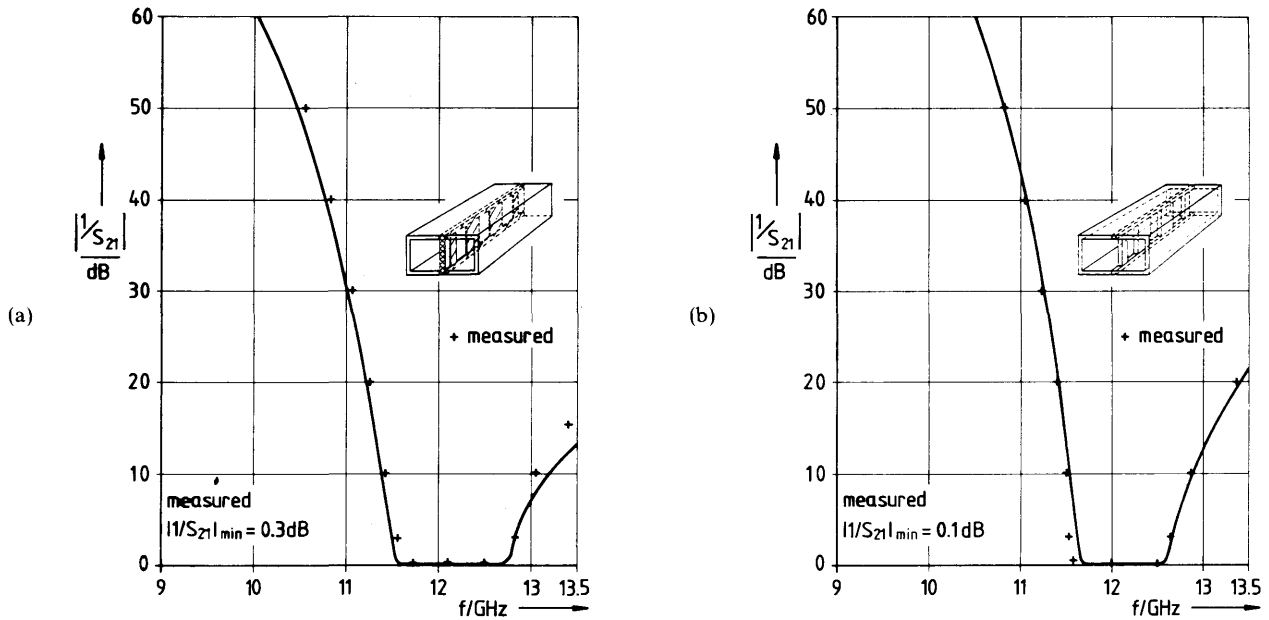 (a)
60
50
40
30
20
10
0
|1/S21|
dB
+ measured
measured
|1/S21|min = 0.3dB
9
10
11
12
13
13.5
f/GHz
(b)
60
50
40
30
20
10
0
|1/S21|
dB
+ measured
measured
|1/S21|min = 0.1dB
9
10
11
12
13
13.5
f/GHz